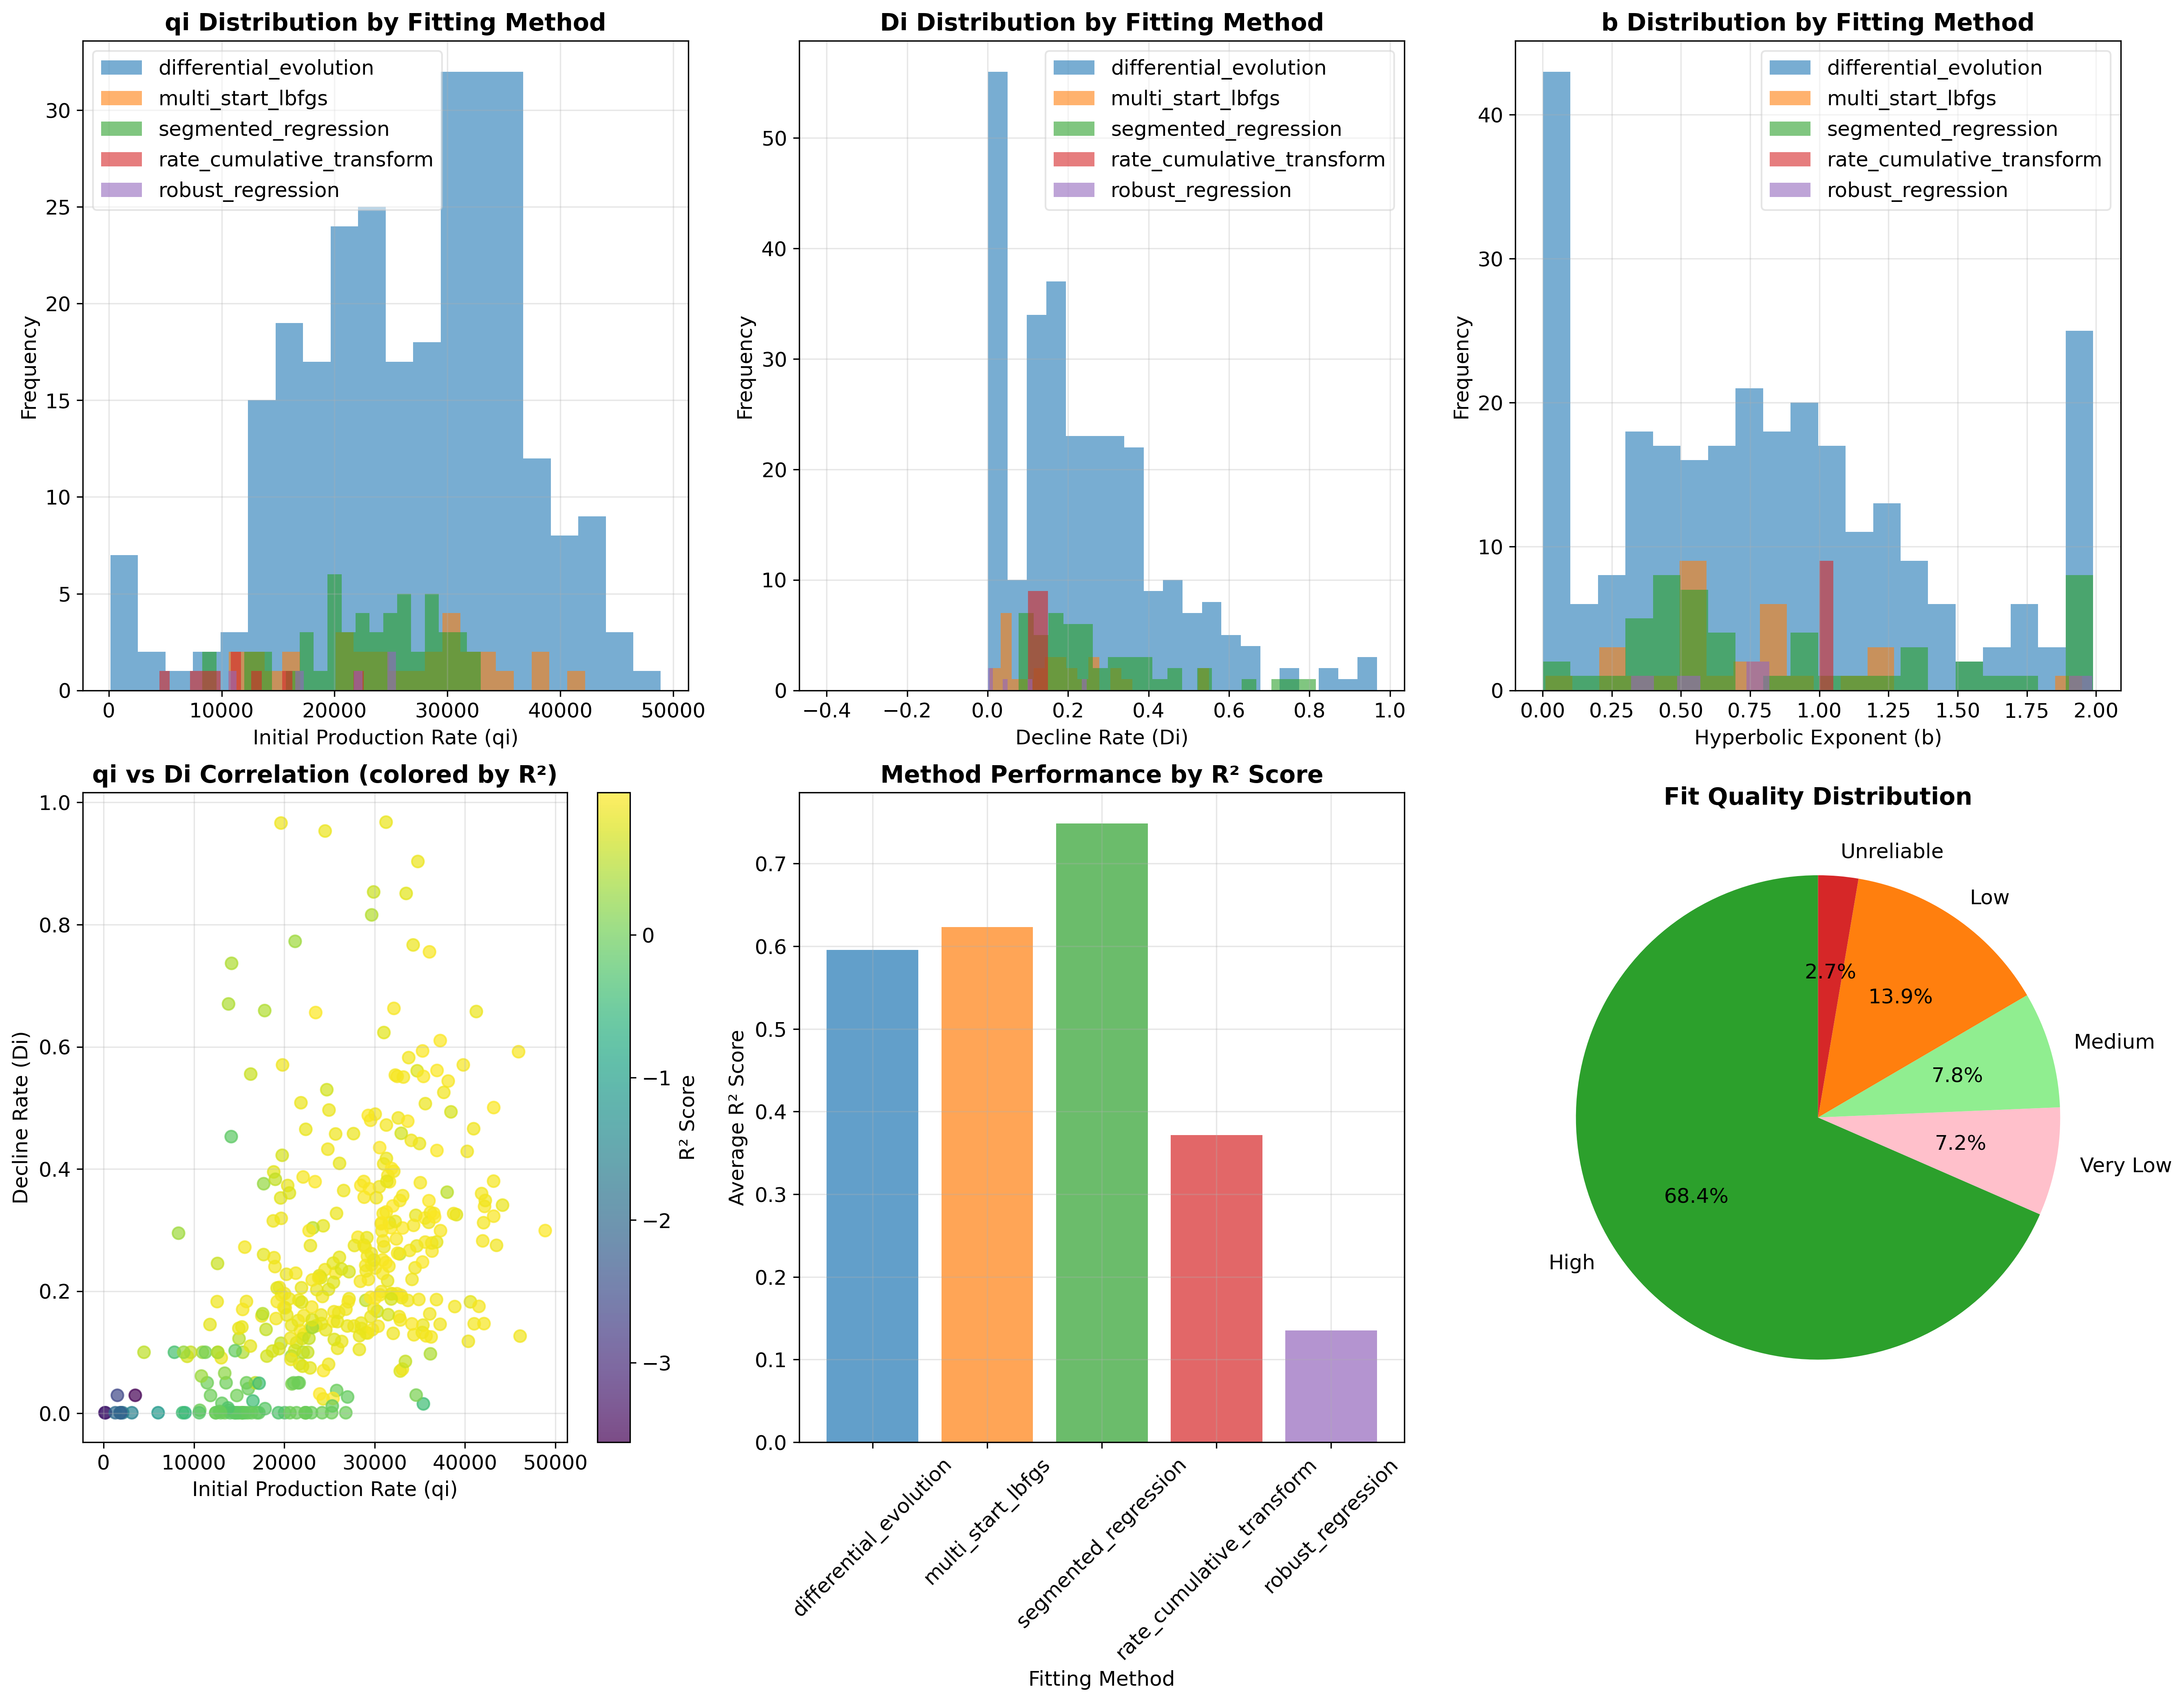 qi Distribution by Fitting Method
differential_evolution
multi_start_lbfgs
segmented_regression
rate_cumulative_transform
robust_regression
30
25
20
15
10
5
0
Frequency
0
10000
20000
30000
40000
50000
Initial Production Rate (qi)
Di Distribution by Fitting Method
differential_evolution
multi_start_lbfgs
segmented_regression
rate_cumulative_transform
robust_regression
50
40
30
20
10
0
Frequency
−0.4
−0.2
0.0
0.2
0.4
0.6
0.8
1.0
Decline Rate (Di)
b Distribution by Fitting Method
differential_evolution
multi_start_lbfgs
segmented_regression
rate_cumulative_transform
robust_regression
40
30
20
10
0
Frequency
0.00
0.25
0.50
0.75
1.00
1.25
1.50
1.75
2.00
Hyperbolic Exponent (b)
qi vs Di Correlation (colored by R²)
1.0
0.8
0.6
0.4
0.2
0.0
Decline Rate (Di)
0
10000
20000
30000
40000
50000
Initial Production Rate (qi)
0
−1
−2
−3
R² Score
Method Performance by R² Score
0.7
0.6
0.5
0.4
0.3
0.2
0.1
0.0
Average R² Score
differential_evolution
multi_start_lbfgs
segmented_regression
rate_cumulative_transform
robust_regression
Fitting Method
Fit Quality Distribution
Unreliable
Low
2.7%
13.9%
Medium
7.8%
7.2%
Very Low
68.4%
High